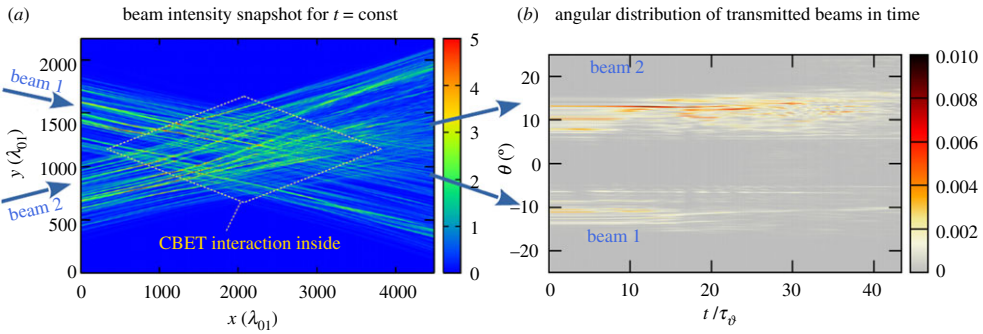 (a) beam intensity snapshot for t = const
2000
1500
1200
1000
500
0
y (λ01)
0 1000 2000 3000 4000
x (λ01)
beam 1
beam 2
CBET interaction inside
5
4
3
2
1
0
(b) angular distribution of transmitted beams in time
20
10
0
−10
−20
θ (°)
0 10 20 30 40
t/τϑ
beam 2
beam 1
0.010
0.008
0.006
0.004
0.002
0